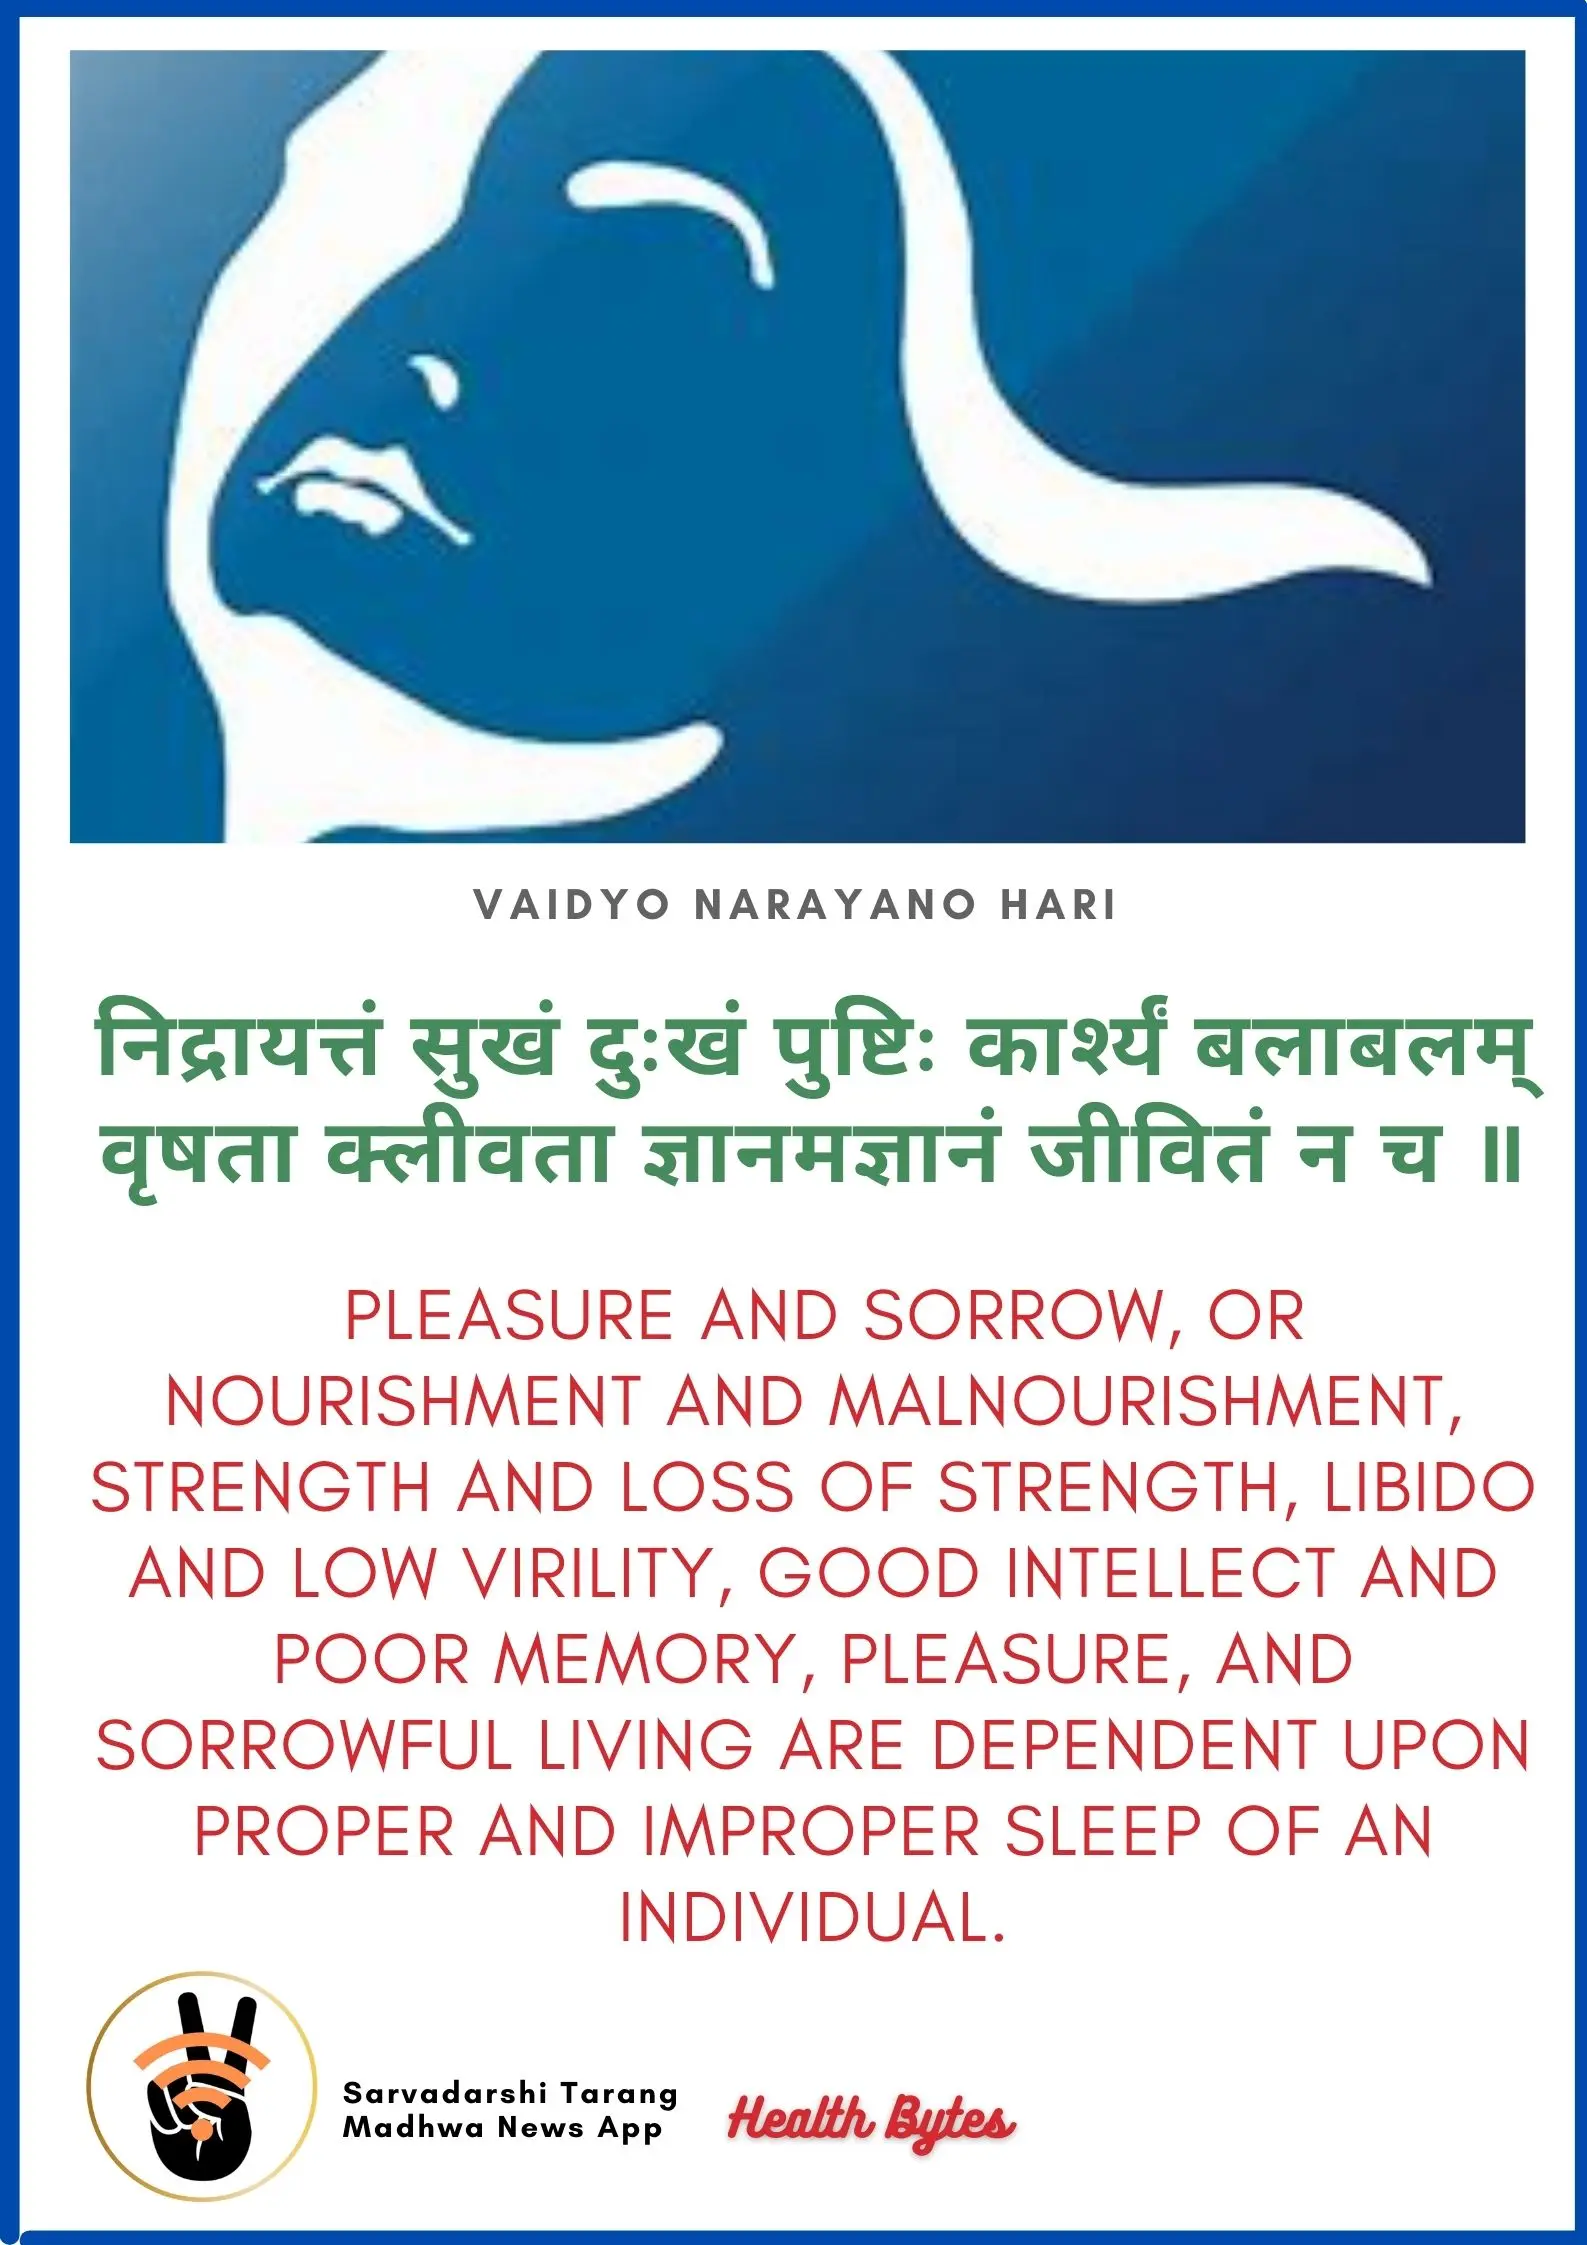 VAIDYO NARAYANO HARI
निद्रायत्तं सुखं दुःखं पुष्टिः कार्श्यं बलाबलम्
वृषता क्लीवता ज्ञानमज्ञानं जीवितं न च ॥
PLEASURE AND SORROW, OR
NOURISHMENT AND MALNOURISHMENT,
STRENGTH AND LOSS OF STRENGTH, LIBIDO
AND LOW VIRILITY, GOOD INTELLECT AND
POOR MEMORY, PLEASURE, AND
SORROWFUL LIVING ARE DEPENDENT UPON
PROPER AND IMPROPER SLEEP OF AN
INDIVIDUAL.
Sarvadarshi Tarang
Madhwa News App
Health Bytes